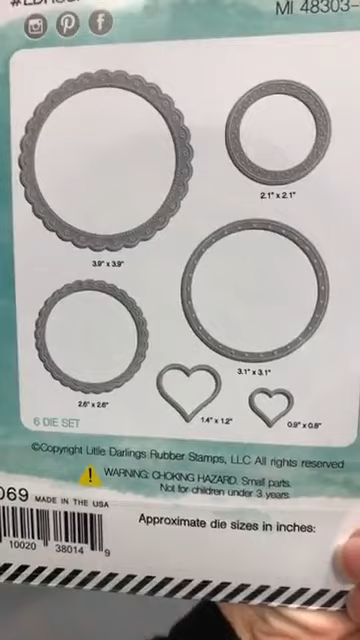 MI 48303-
2.1" x 2.1"
3.9" x 3.9"
3.1" x 3.1"
2.6" x 2.6"
1.4" x 1.2"
0.9" x 0.8"
6 DIE SET
©Copyright Little Darlings Rubber Stamps, LLC All rights reserved
WARNING: CHOKING HAZARD. Small parts.
Not for children under 3 years.
069 MADE IN THE USA
Approximate die sizes in inches:
10020 38014 9